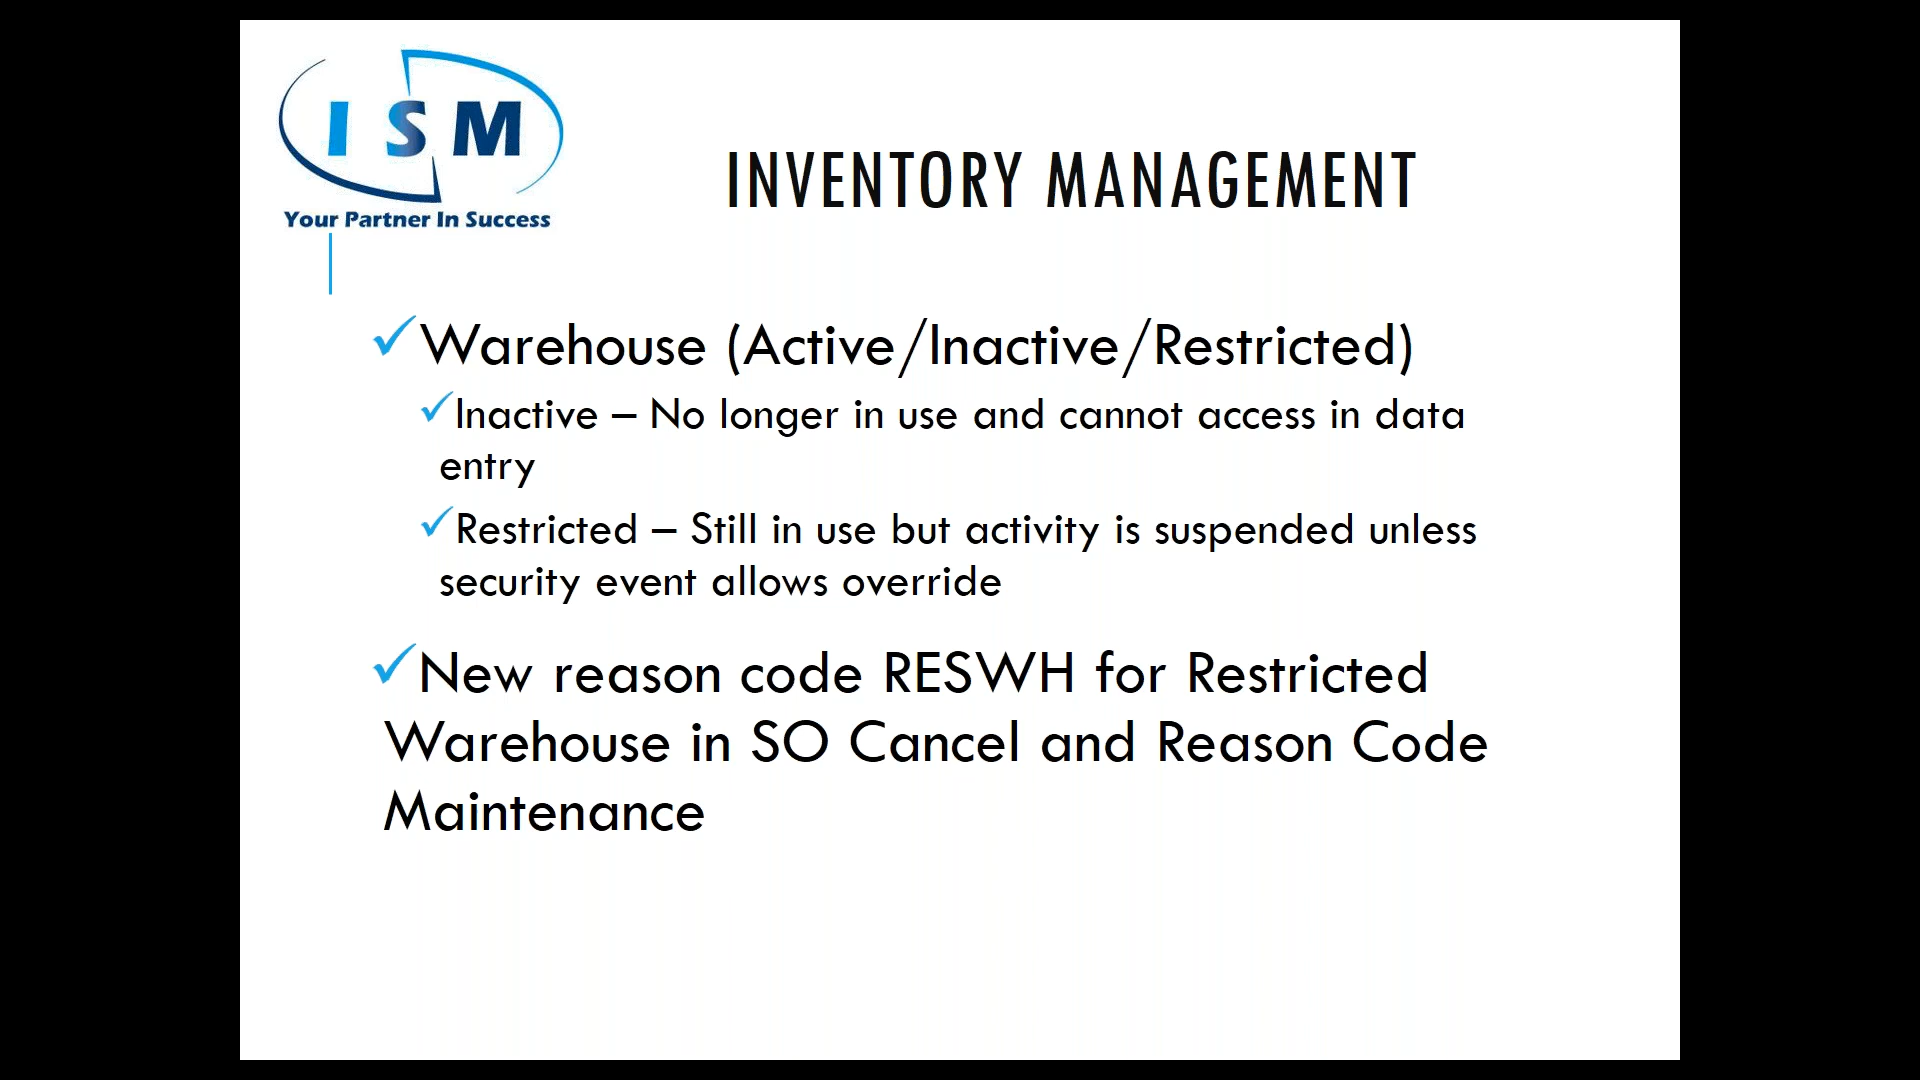 ISM
Your Partner In Success
INVENTORY MANAGEMENT
Warehouse (Active/Inactive/Restricted)
Inactive – No longer in use and cannot access in data
entry
Restricted – Still in use but activity is suspended unless
security event allows override
New reason code RESWH for Restricted
Warehouse in SO Cancel and Reason Code
Maintenance